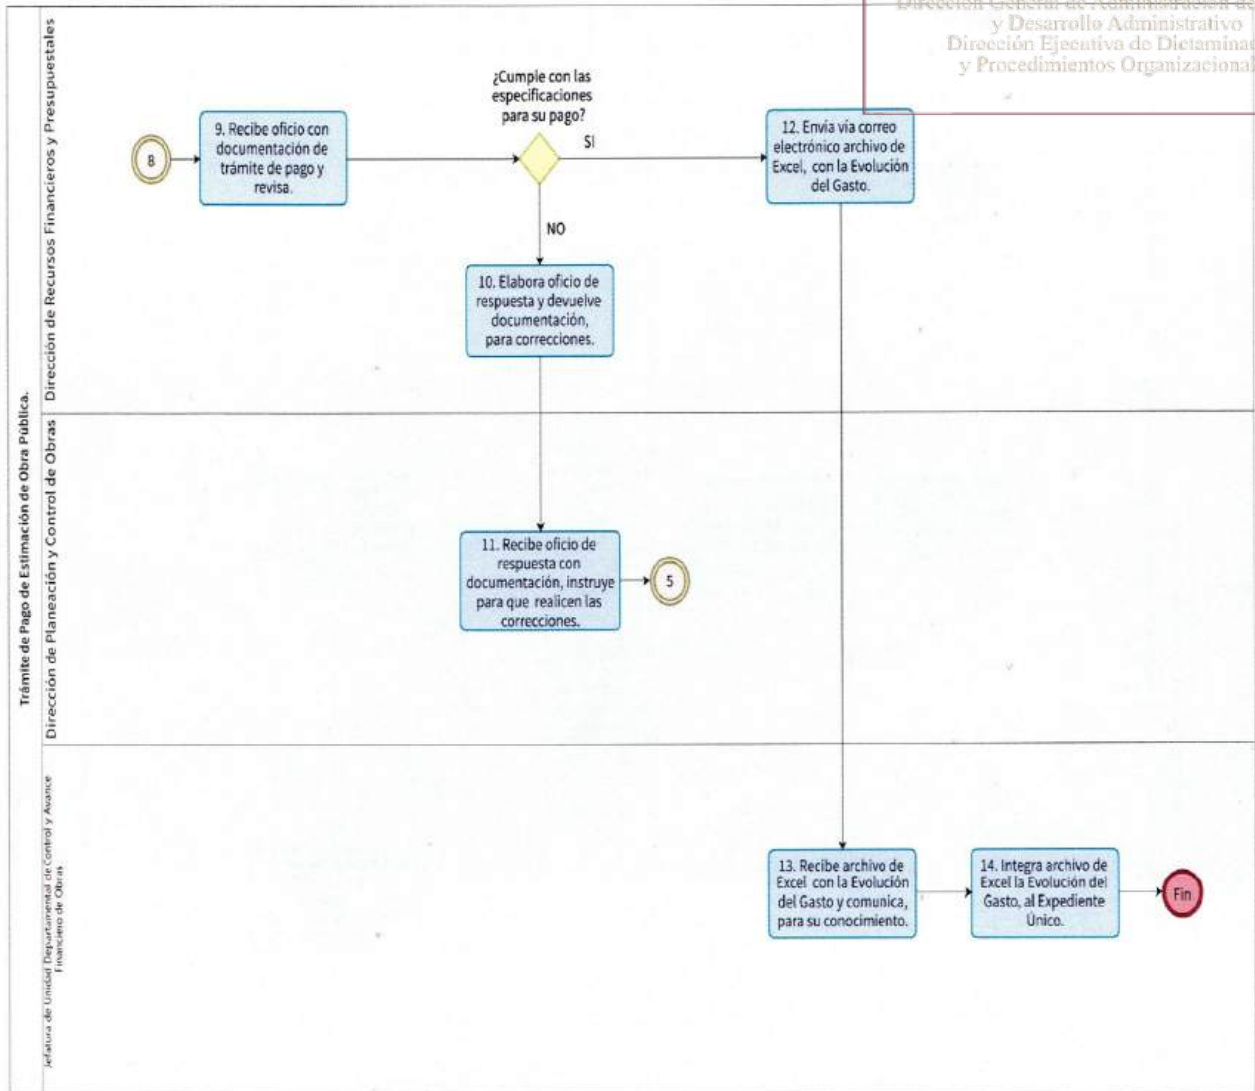 Dirección General de Administración de
y Desarrollo Administrativo
Dirección Ejecutiva de Dictamina
y Procedimientos Organizacional
Trámite de Pago de Estimación de Obra Pública.
Dirección de Recursos Financieros y Presupuestales
8
9. Recibe oficio con
documentación de
trámite de pago y
revisa.
¿Cumple con las
especificaciones
para su pago?
SI
NO
12. Envía vía correo
electrónico archivo de
Excel, con la Evolución
del Gasto.
10. Elabora oficio de
respuesta y devuelve
documentación,
para correcciones.
Dirección de Planeación y Control de Obras
11. Recibe oficio de
respuesta con
documentación, instruye
para que realicen las
correcciones.
5
Jefatura de Unidad Departamental de Control y Avance
Financiero de Obras
13. Recibe archivo de
Excel con la Evolución
del Gasto y comunica,
para su conocimiento.
14. Integra archivo de
Excel la Evolución del
Gasto, al Expediente
Único.
Fin